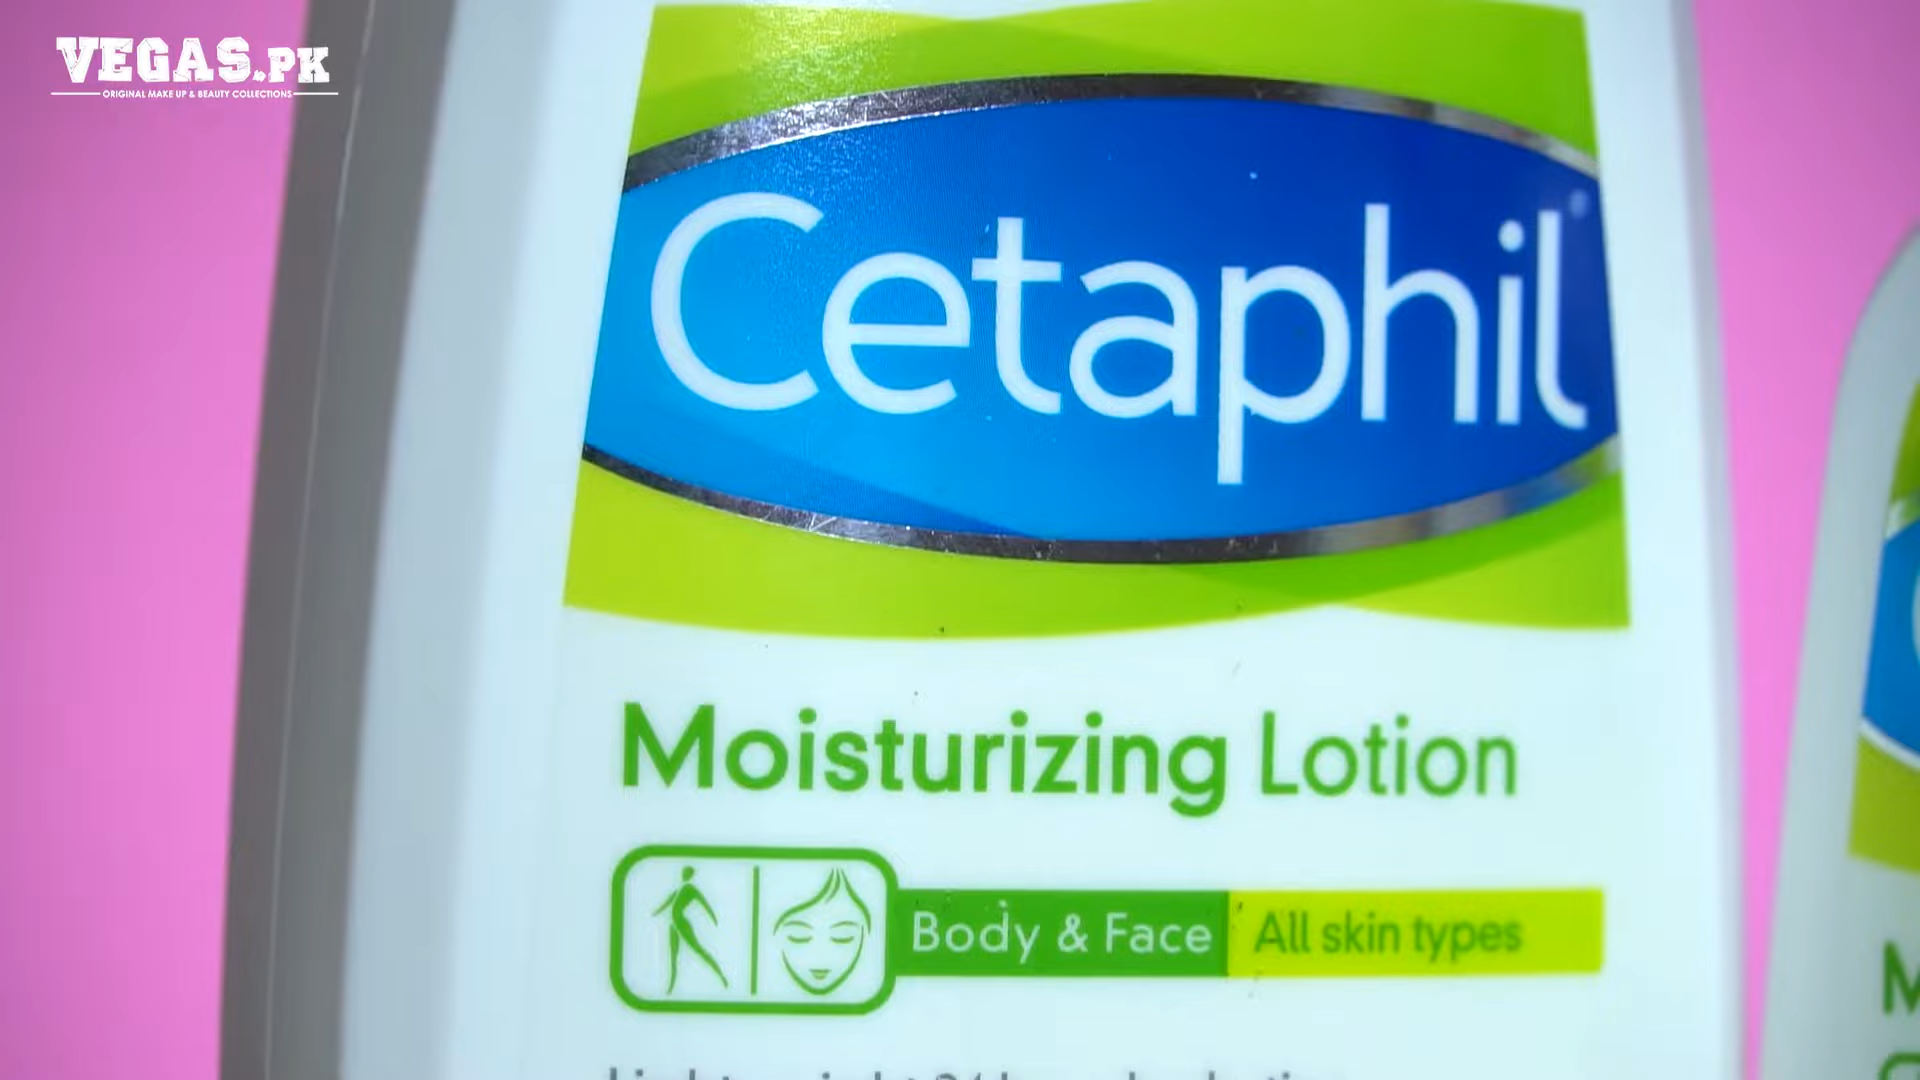 VEGAS.PK
ORIGINAL MAKE UP & BEAUTY COLLECTIONS
Cetaphil
Moisturizing Lotion
Body & Face All skin types
M